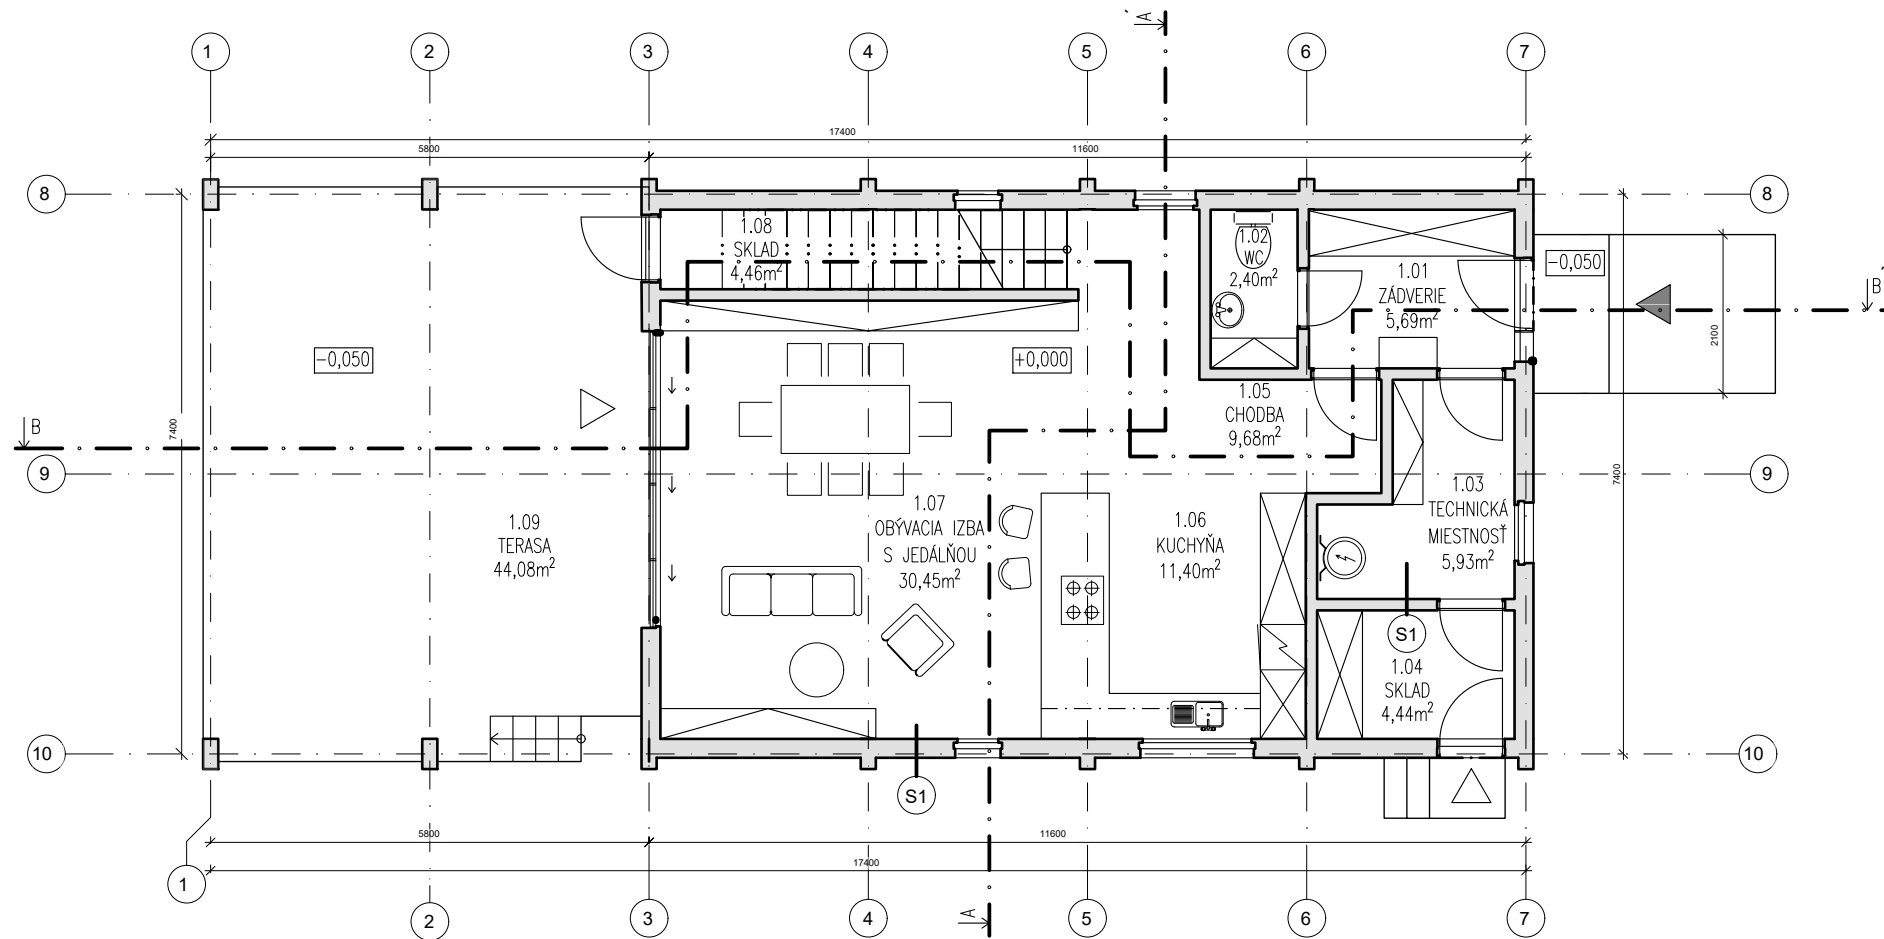 A
1
2
3
4
5
6
7
17400
5800
11600
8
8
1.08
SKLAD
4,46m²
1.02
WC
2,40m²
1.01
ZÁDVERIE
5,69m²
-0,050
B'
2100
-0,050
+0,000
1.05
CHODBA
9,68m²
B
7400
7400
9
9
1.09
TERASA
44,08m²
1.07
OBÝVACIA IZBA
S JEDÁLŇOU
30,45m²
1.06
KUCHYŇA
11,40m²
1.03
TECHNICKÁ
MIESTNOSŤ
5,93m²
S1
1.04
SKLAD
4,44m²
10
10
S1
5800
11600
17400
1
2
3
4
5
6
7
A